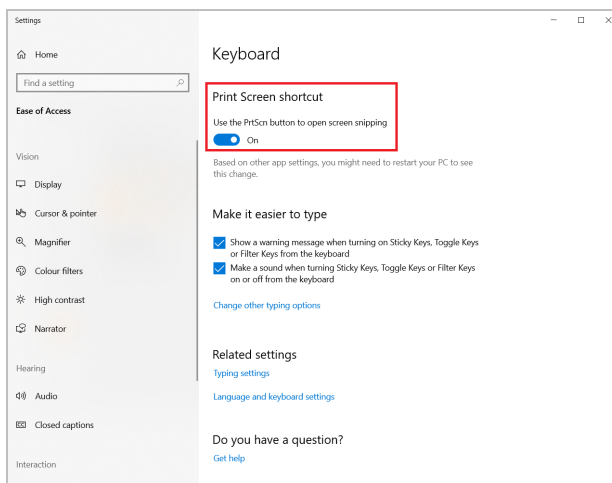 Settings
Home
Find a setting
Ease of Access
Vision
Display
Cursor & pointer
Magnifier
Colour filters
High contrast
Narrator
Hearing
Audio
Closed captions
Interaction
Keyboard
Print Screen shortcut
Use the PrtScn button to open screen snipping
On
Based on other app settings, you might need to restart your PC to see
this change.
Make it easier to type
Show a warning message when turning on Sticky Keys, Toggle Keys
or Filter Keys from the keyboard
Make a sound when turning Sticky Keys, Toggle Keys or Filter Keys
on or off from the keyboard
Change other typing options
Related settings
Typing settings
Language and keyboard settings
Do you have a question?
Get help